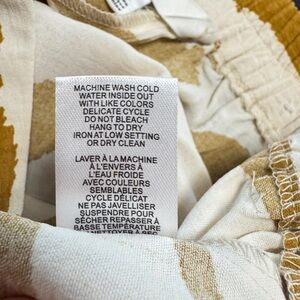 MACHINE WASH COLD
WATER INSIDE OUT
WITH LIKE COLORS
DELICATE CYCLE
DO NOT BLEACH
HANG TO DRY
IRON AT LOW SETTING
OR DRY CLEAN
LAVER À LA MACHINE
À L'ENVERS À
L'EAU FROIDE
AVEC COULEURS
SEMBLABLES
CYCLE DÉLICAT
NE PAS JAVELLISER
SUSPENDRE POUR
SÉCHER REPASSER À
BASSE TEMPÉRATURE
NETTOYER À SEC